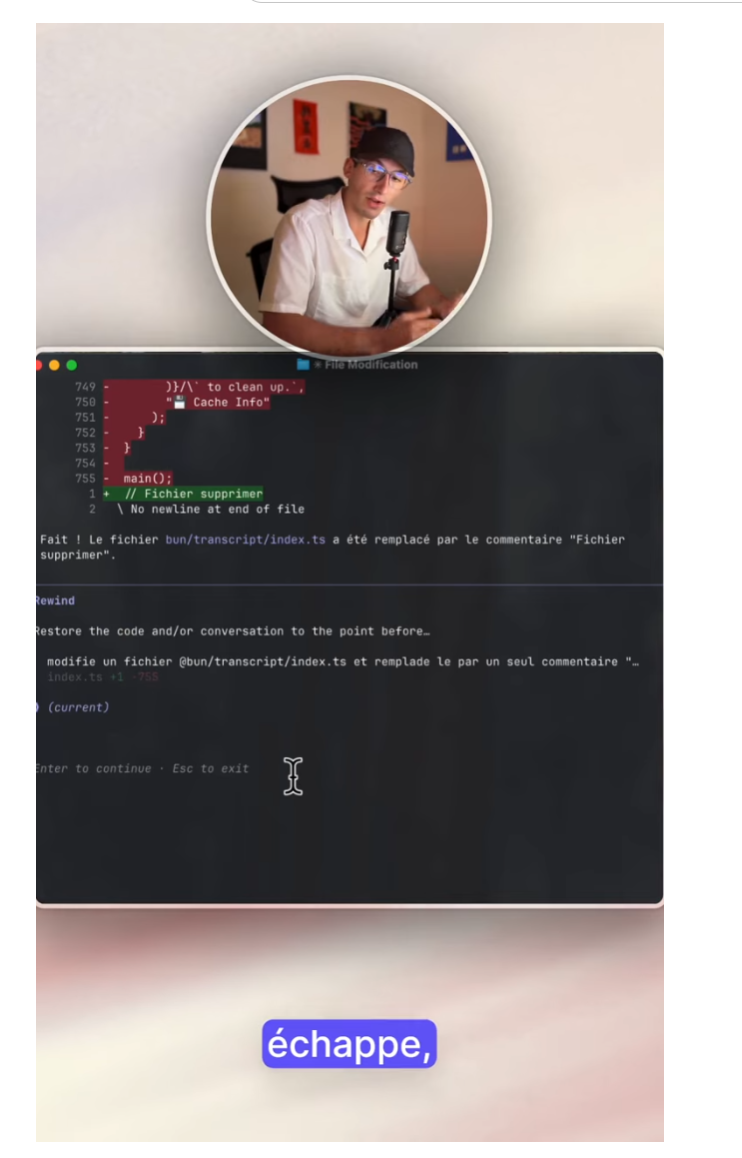 ✳ File Modification
749 -        )}/\` to clean up.`,
750 -        "💾 Cache Info"
751 -      );
752 -    }
753 -  }
754 -
755 -  main();
1 +  // Fichier supprimer
2  \ No newline at end of file
Fait ! Le fichier bun/transcript/index.ts a été remplacé par le commentaire "Fichier
supprimer".
Rewind
Restore the code and/or conversation to the point before…
modifie un fichier @bun/transcript/index.ts et remplade le par un seul commentaire "…
index.ts +1 -755
❯ (current)
Enter to continue · Esc to exit
échappe,